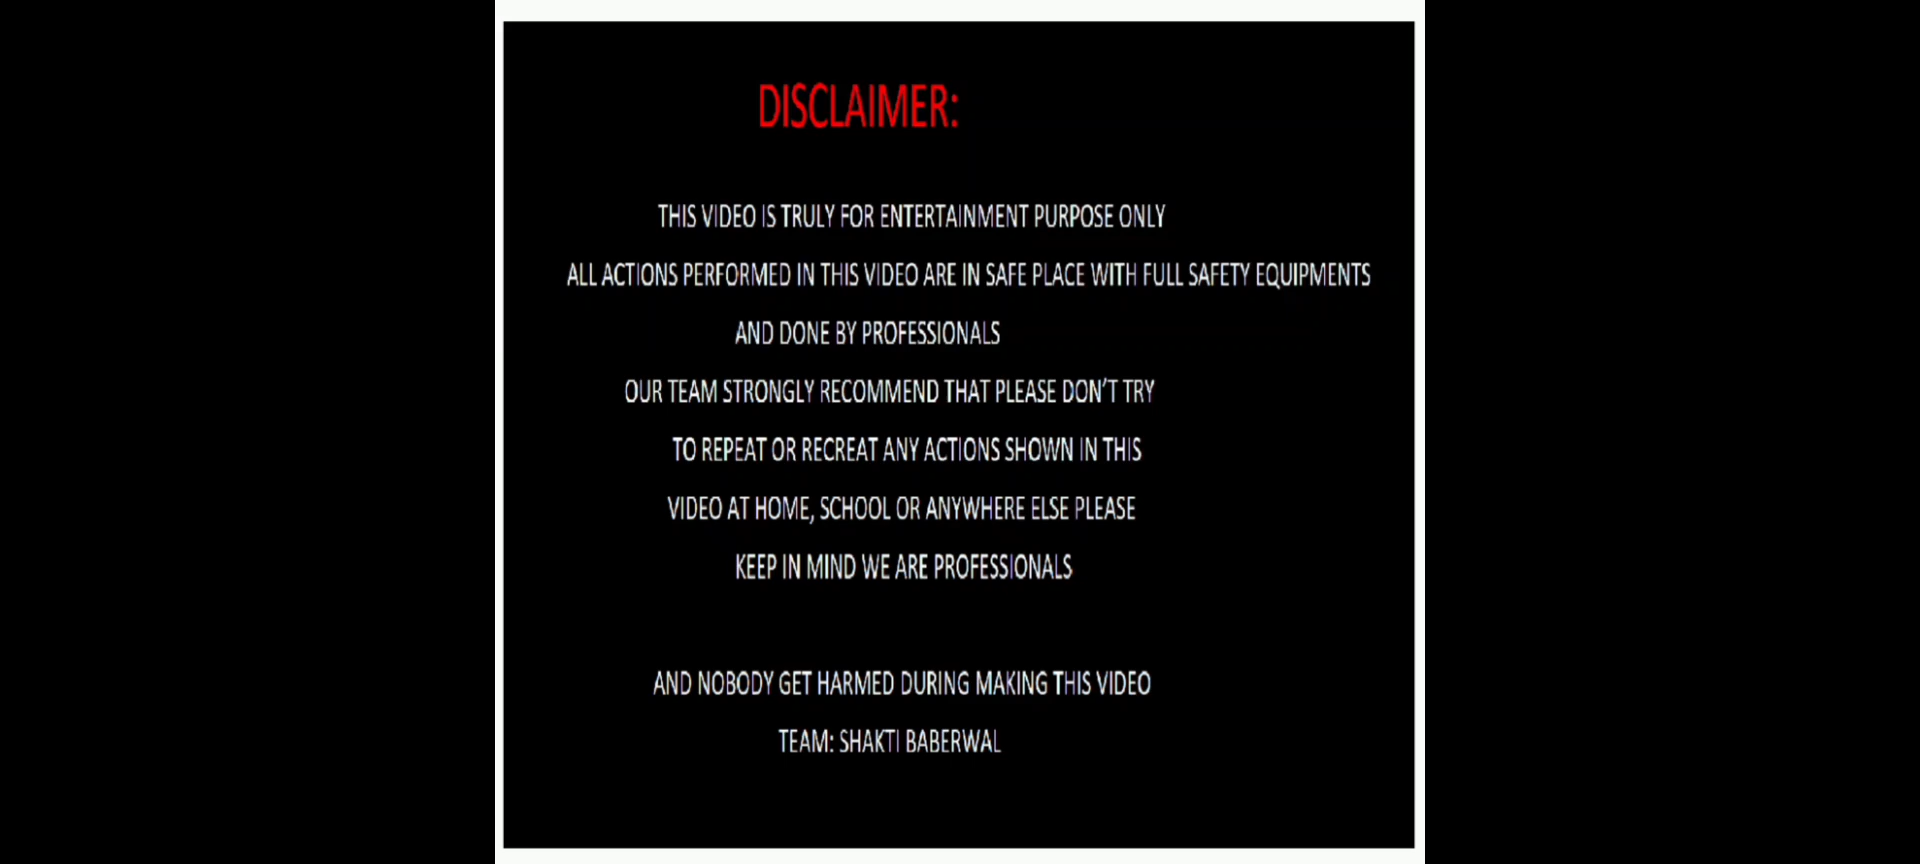 DISCLAIMER:
THIS VIDEO IS TRULY FOR ENTERTAINMENT PURPOSE ONLY
ALL ACTIONS PERFORMED IN THIS VIDEO ARE IN SAFE PLACE WITH FULL SAFETY EQUIPMENTS
AND DONE BY PROFESSIONALS
OUR TEAM STRONGLY RECOMMEND THAT PLEASE DON'T TRY
TO REPEAT OR RECREAT ANY ACTIONS SHOWN IN THIS
VIDEO AT HOME, SCHOOL OR ANYWHERE ELSE PLEASE
KEEP IN MIND WE ARE PROFESSIONALS
AND NOBODY GET HARMED DURING MAKING THIS VIDEO
TEAM: SHAKTI BABERWAL